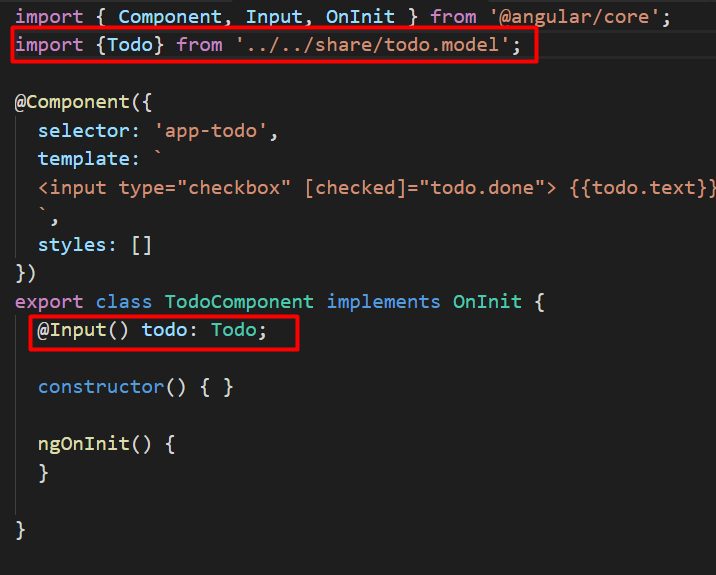 import { Component, Input, OnInit } from '@angular/core';
import {Todo} from '../../share/todo.model';
@Component({
selector: 'app-todo',
template: `
<input type="checkbox" [checked]="todo.done"> {{todo.text}}
`,
styles: []
})
export class TodoComponent implements OnInit {
@Input() todo: Todo;
constructor() { }
ngOnInit() {
}
}